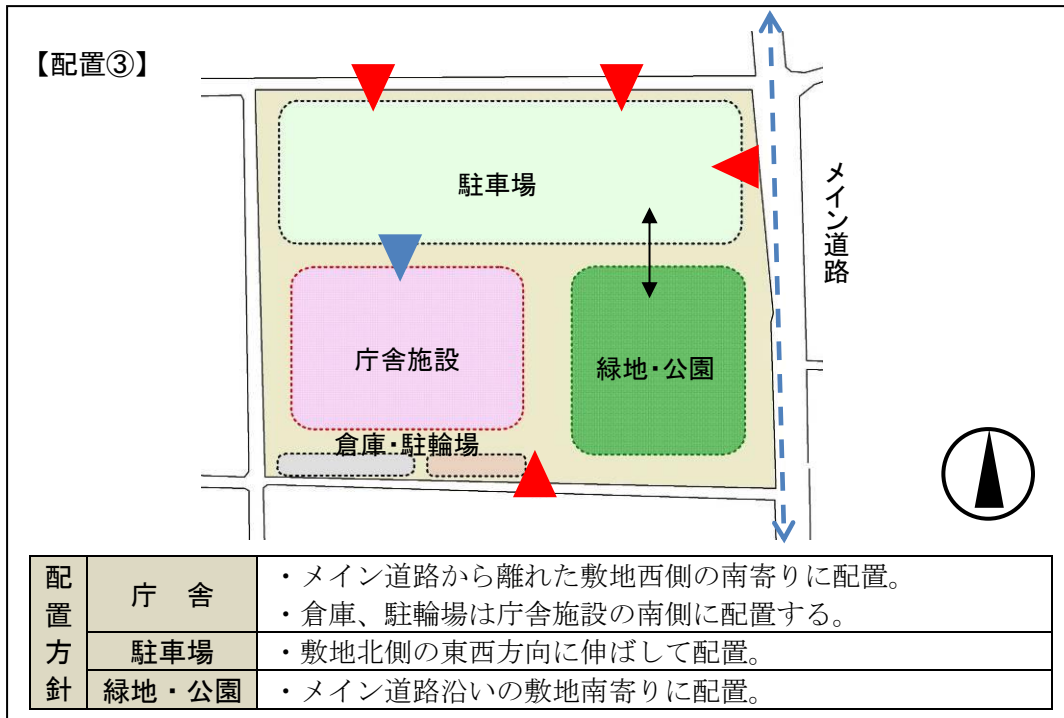 【配置③】
駐車場
メイン道路
庁舎施設
緑地・公園
倉庫・駐輪場
配置方針
庁 舎
・メイン道路から離れた敷地西側の南寄りに配置。
・倉庫、駐輪場は庁舎施設の南側に配置する。
駐車場
・敷地北側の東西方向に伸ばして配置。
緑地・公園
・メイン道路沿いの敷地南寄りに配置。